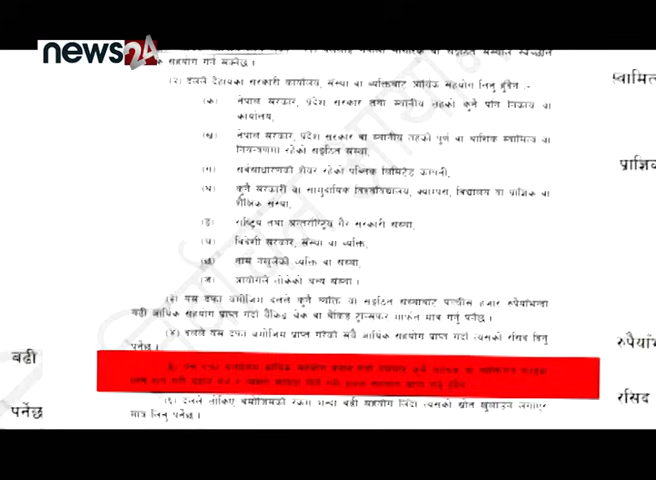 news24
सहयोग गर्न सक्नेछ ।
(२) दलले देहायका सरकारी कार्यालय, संस्था वा व्यक्तिबाट आर्थिक सहयोग लिनु हुँदैन :-
(क) नेपाल सरकार, प्रदेश सरकार तथा स्थानीय तहको कुनै पनि निकाय वा
कार्यालय,
(ख) नेपाल सरकार, प्रदेश सरकार वा स्थानीय तहको पूर्ण वा आंशिक स्वामित्व वा
नियन्त्रणमा रहेको सङ्गठित संस्था,
(ग) सर्वसाधारणको शेयर रहेको पब्लिक लिमिटेड कम्पनी,
(घ) कुनै सरकारी वा सामुदायिक विश्वविद्यालय, क्याम्पस, विद्यालय वा प्राज्ञिक वा
शैक्षिक संस्था,
(ङ) राष्ट्रिय तथा अन्तर्राष्ट्रिय गैर सरकारी संस्था,
(च) विदेशी सरकार, संस्था वा व्यक्ति,
(छ) नाम नखुलेको व्यक्ति वा संस्था,
(ज) आयोगले तोकेको अन्य संस्था ।
(३) यस दफा बमोजिम दलले कुनै व्यक्ति वा सङ्गठित संस्थाबाट पच्चीस हजार रुपैयाँभन्दा
बढी आर्थिक सहयोग प्राप्त गर्दा बैंकिङ चेक वा बैंकिङ ट्रान्सफर मार्फत मात्र गर्नु पर्नेछ ।
(४) दलले यस दफा बमोजिम प्राप्त गरेको सबै आर्थिक सहयोग प्राप्त गर्दा त्यसको रसिद दिनु
पर्नेछ ।
(६) दलले तोकिए बमोजिमको रकम भन्दा बढी सहयोग लिँदा त्यसको स्रोत खुलाउन लगाएर
मात्र लिनु पर्नेछ ।
स्वामित्व
प्राज्ञिक
बढी
रुपैयाँभ
पर्नेछ
रसिद